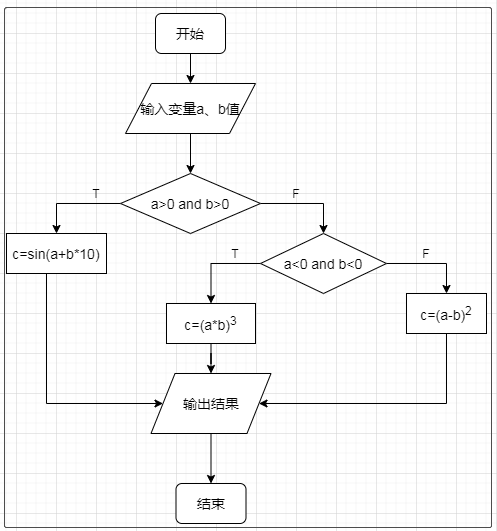 开始
输入变量a、b值
a>0 and b>0
T
F
c=sin(a+b*10)
a<0 and b<0
T
F
c=(a*b)³
c=(a-b)²
输出结果
结束